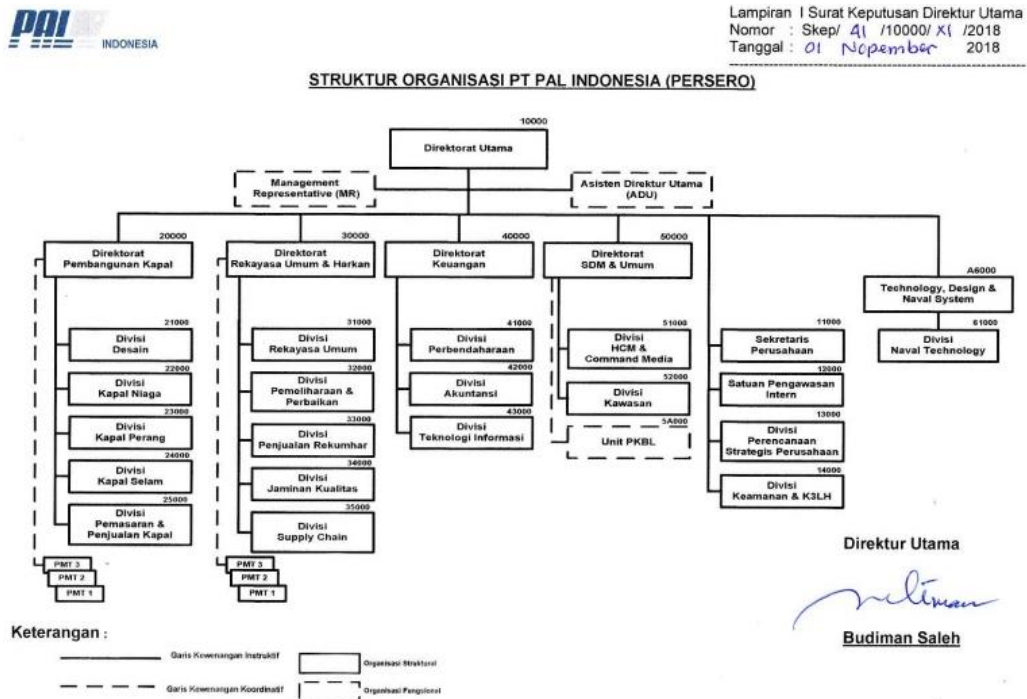 PAL INDONESIA
Lampiran I Surat Keputusan Direktur Utama
Nomor : Skep/ 41 /10000/ XI /2018
Tanggal : 01 Nopember 2018
STRUKTUR ORGANISASI PT PAL INDONESIA (PERSERO)
10000
Direktorat Utama
Management
Representative (MR)
Asisten Direktur Utama
(ADU)
20000
Direktorat
Pembangunan Kapal
30000
Direktorat
Rekayasa Umum & Harkan
40000
Direktorat
Keuangan
50000
Direktorat
SDM & Umum
A6000
Technology, Design &
Naval System
21000
Divisi
Desain
22000
Divisi
Kapal Niaga
23000
Divisi
Kapal Perang
24000
Divisi
Kapal Selam
25000
Divisi
Pemasaran &
Penjualan Kapal
PMT 3
PMT 2
PMT 1
31000
Divisi
Rekayasa Umum
32000
Divisi
Pemeliharaan &
Perbaikan
33000
Divisi
Penjualan Rekumhar
34000
Divisi
Jaminan Kualitas
35000
Divisi
Supply Chain
PMT 3
PMT 2
PMT 1
41000
Divisi
Perbendaharaan
42000
Divisi
Akuntansi
43000
Divisi
Teknologi Informasi
51000
Divisi
HCM &
Command Media
52000
Divisi
Kawasan
5A000
Unit PKBL
11000
Sekretaris
Perusahaan
12000
Satuan Pengawasan
Intern
13000
Divisi
Perencanaan
Strategis Perusahaan
14000
Divisi
Keamanan & K3LH
61000
Divisi
Naval Technology
Direktur Utama
Budiman Saleh
Keterangan :
Garis Kewenangan Instruktif
Organisasi Struktural
Garis Kewenangan Koordinatif
Organisasi Fungsional